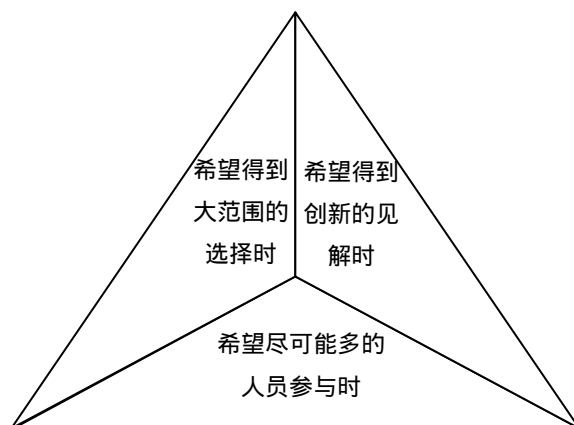 希望得到
大范围的
选择时
希望得到
创新的见
解时
希望尽可能多的
人员参与时